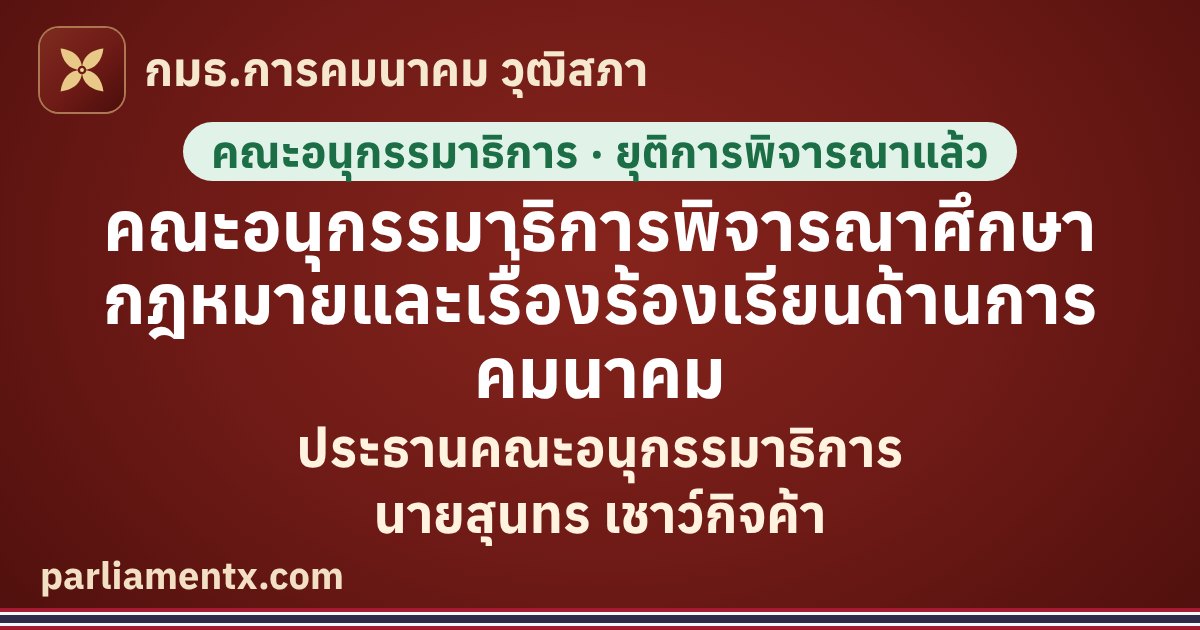 กมธ.การคมนาคม วุฒิสภา
คณะอนุกรรมาธิการ · ยุติการพิจารณาแล้ว
คณะอนุกรรมาธิการพิจารณาศึกษา
กฎหมายและเรื่องร้องเรียนด้านการ
คมนาคม
ประธานคณะอนุกรรมาธิการ
นายสุนทร เชาว์กิจค้า
parliamentx.com